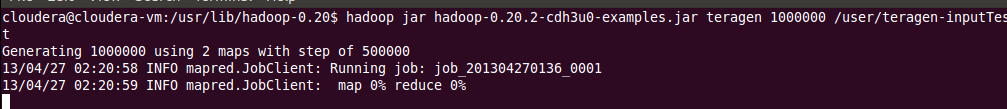 cloudera@cloudera-vm:/usr/lib/hadoop-0.20$ hadoop jar hadoop-0.20.2-cdh3u0-examples.jar teragen 1000000 /user/teragen-inputTes
t
Generating 1000000 using 2 maps with step of 500000
13/04/27 02:20:58 INFO mapred.JobClient: Running job: job_201304270136_0001
13/04/27 02:20:59 INFO mapred.JobClient:  map 0% reduce 0%